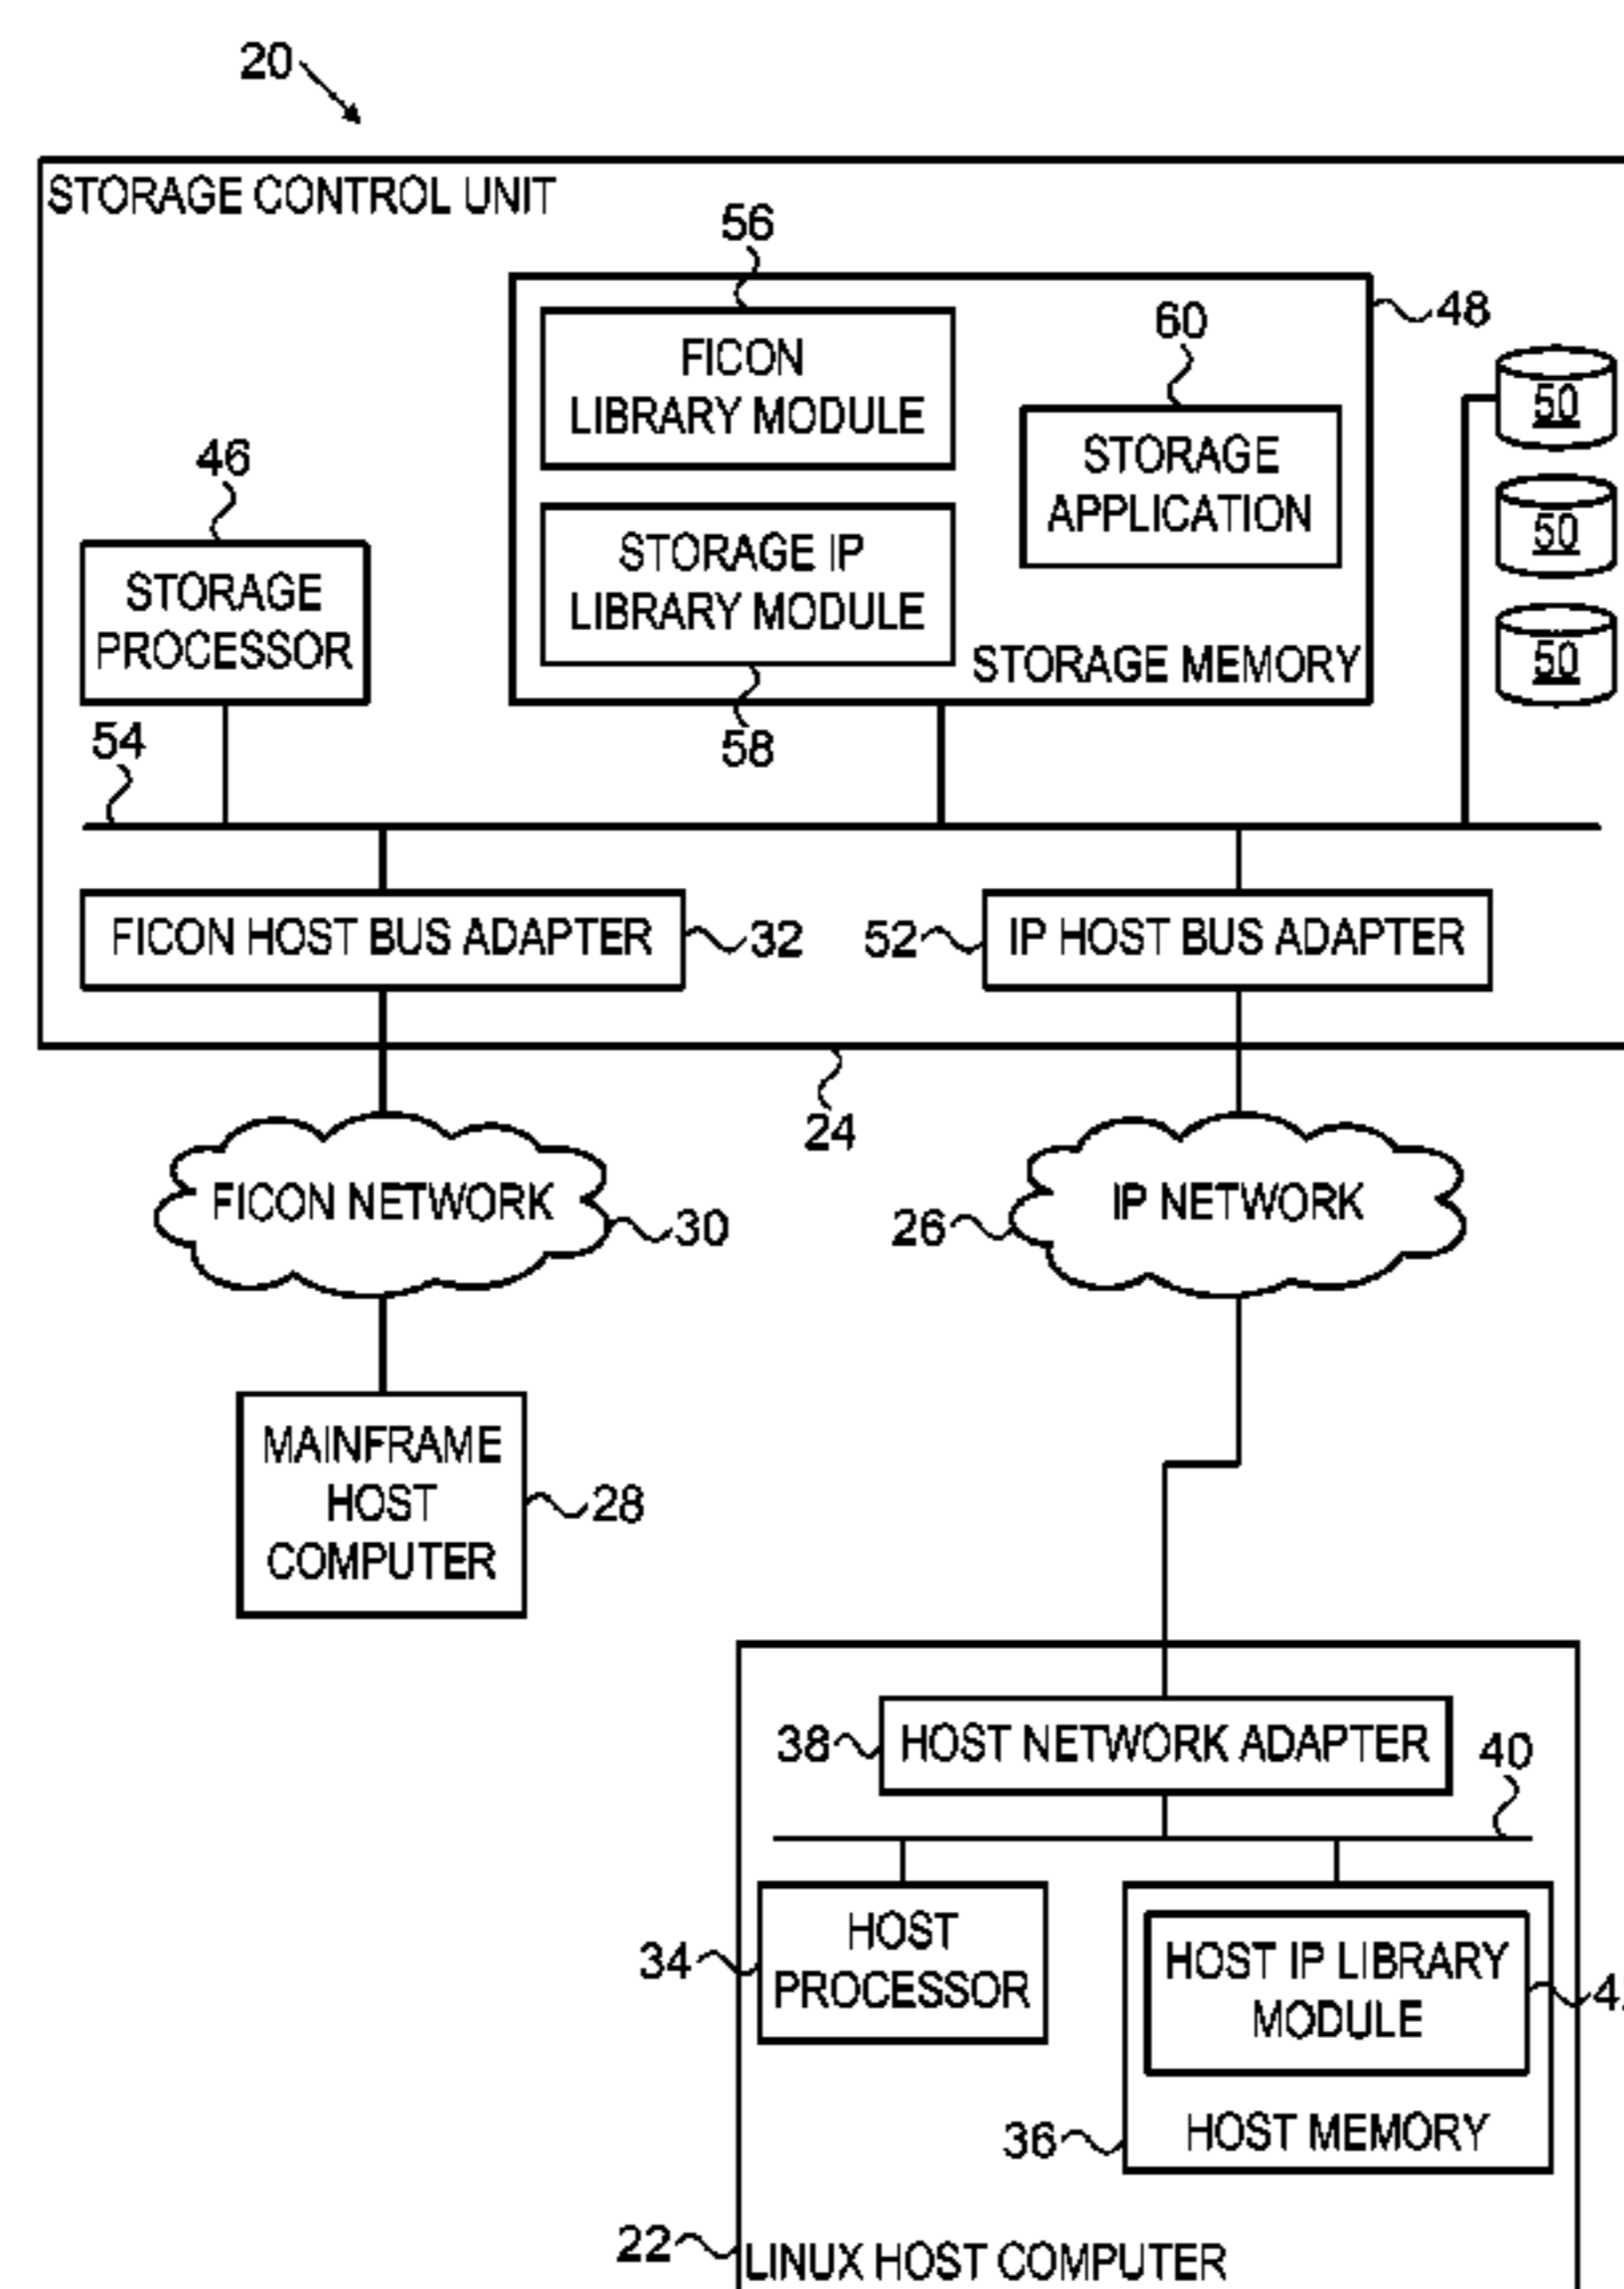 20
STORAGE CONTROL UNIT
56
48
FICON
LIBRARY MODULE
60
STORAGE
APPLICATION
50
50
50
46
STORAGE
PROCESSOR
STORAGE IP
LIBRARY MODULE
STORAGE MEMORY
58
54
FICON HOST BUS ADAPTER
32
52
IP HOST BUS ADAPTER
24
FICON NETWORK
30
26
IP NETWORK
MAINFRAME
HOST
COMPUTER
28
38
HOST NETWORK ADAPTER
40
34
HOST
PROCESSOR
HOST IP LIBRARY
MODULE
36
HOST MEMORY
22
LINUX HOST COMPUTER